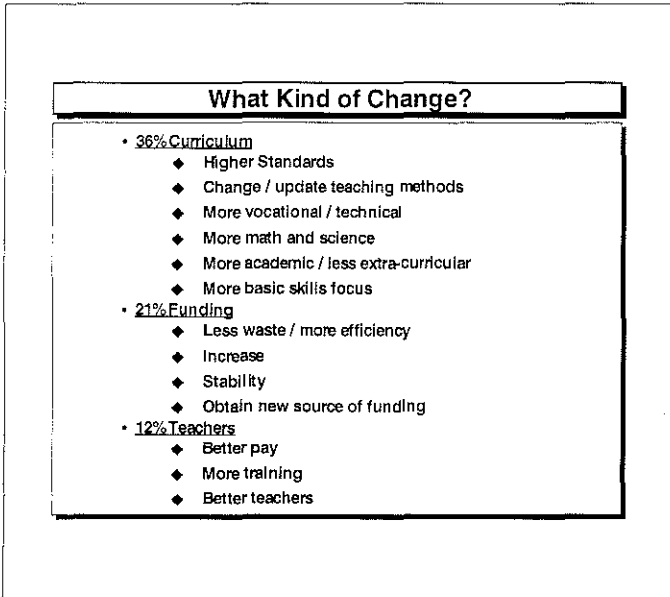 What Kind of Change?
• 36% Curriculum
◆ Higher Standards
◆ Change / update teaching methods
◆ More vocational / technical
◆ More math and science
◆ More academic / less extra-curricular
◆ More basic skills focus
• 21% Funding
◆ Less waste / more efficiency
◆ Increase
◆ Stability
◆ Obtain new source of funding
• 12% Teachers
◆ Better pay
◆ More training
◆ Better teachers